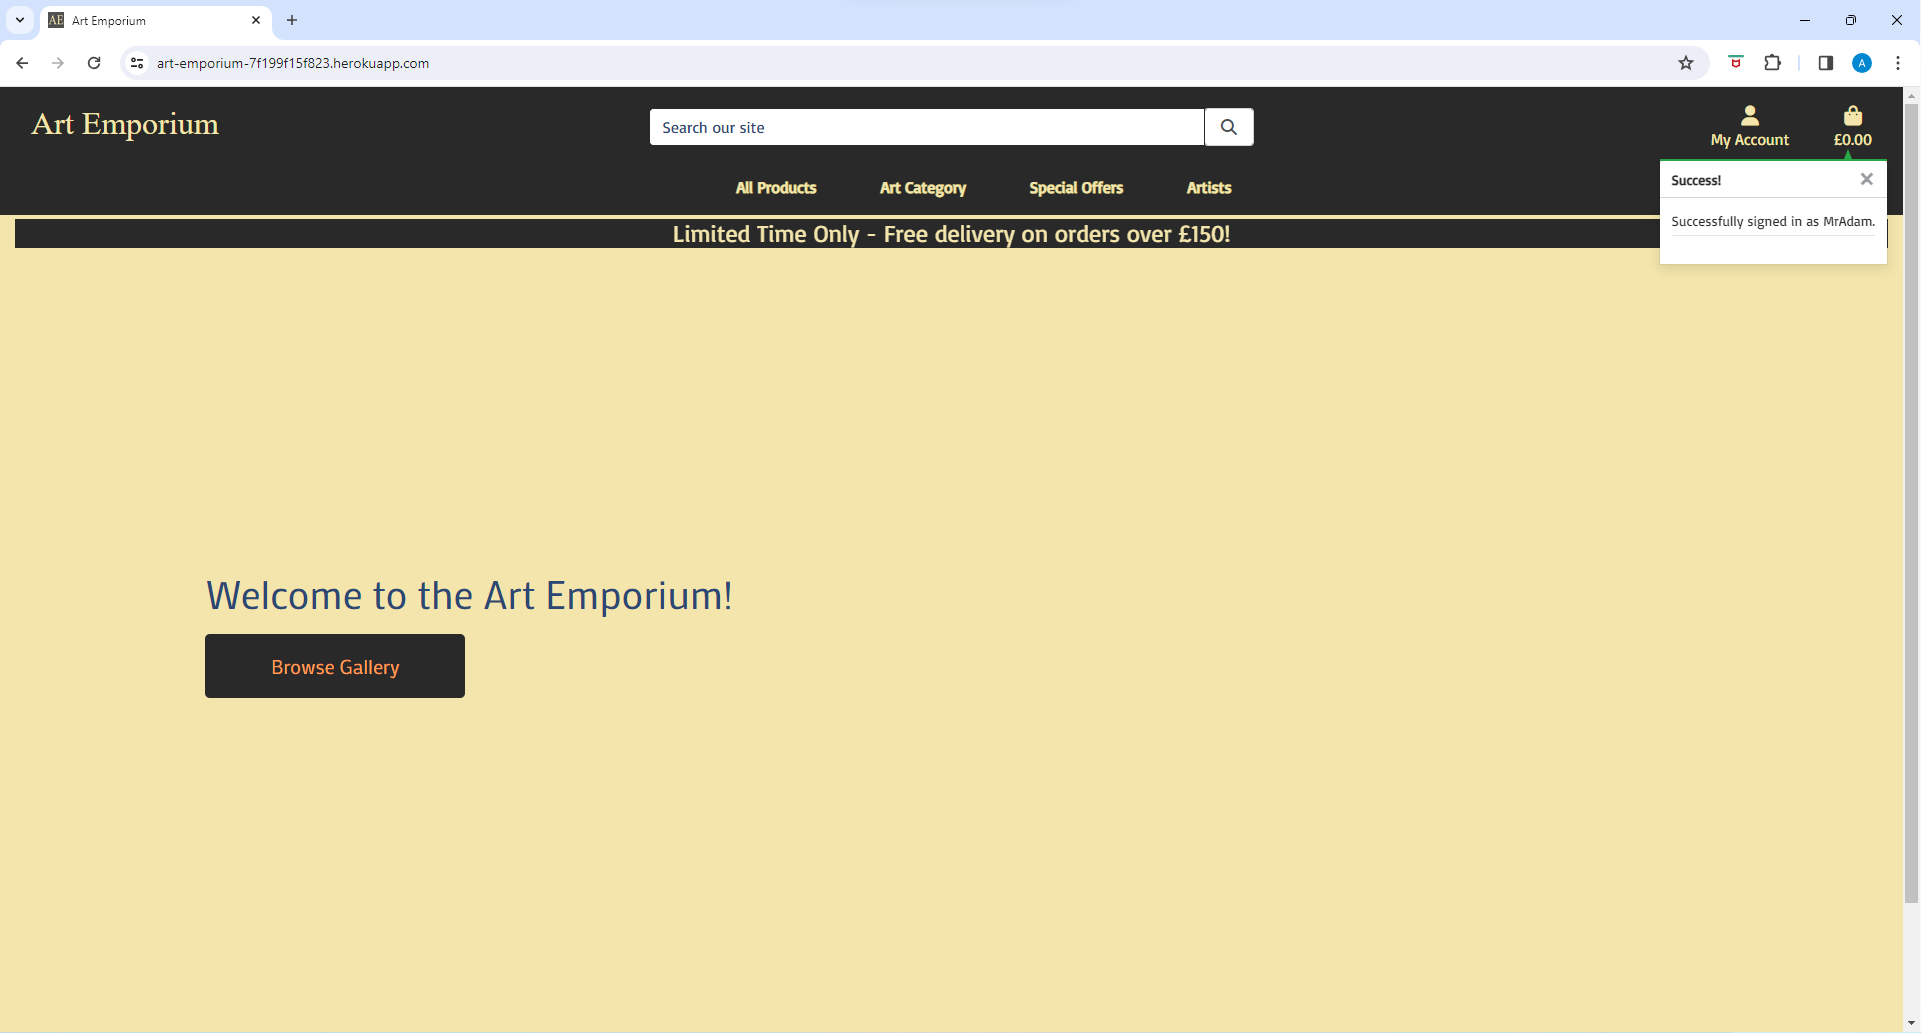 AE Art Emporium
art-emporium-7f199f15f823.herokuapp.com
A
Art Emporium
Search our site
My Account
£0.00
All Products Art Category Special Offers Artists
Success!
Successfully signed in as MrAdam.
Limited Time Only - Free delivery on orders over £150!
Welcome to the Art Emporium!
Browse Gallery